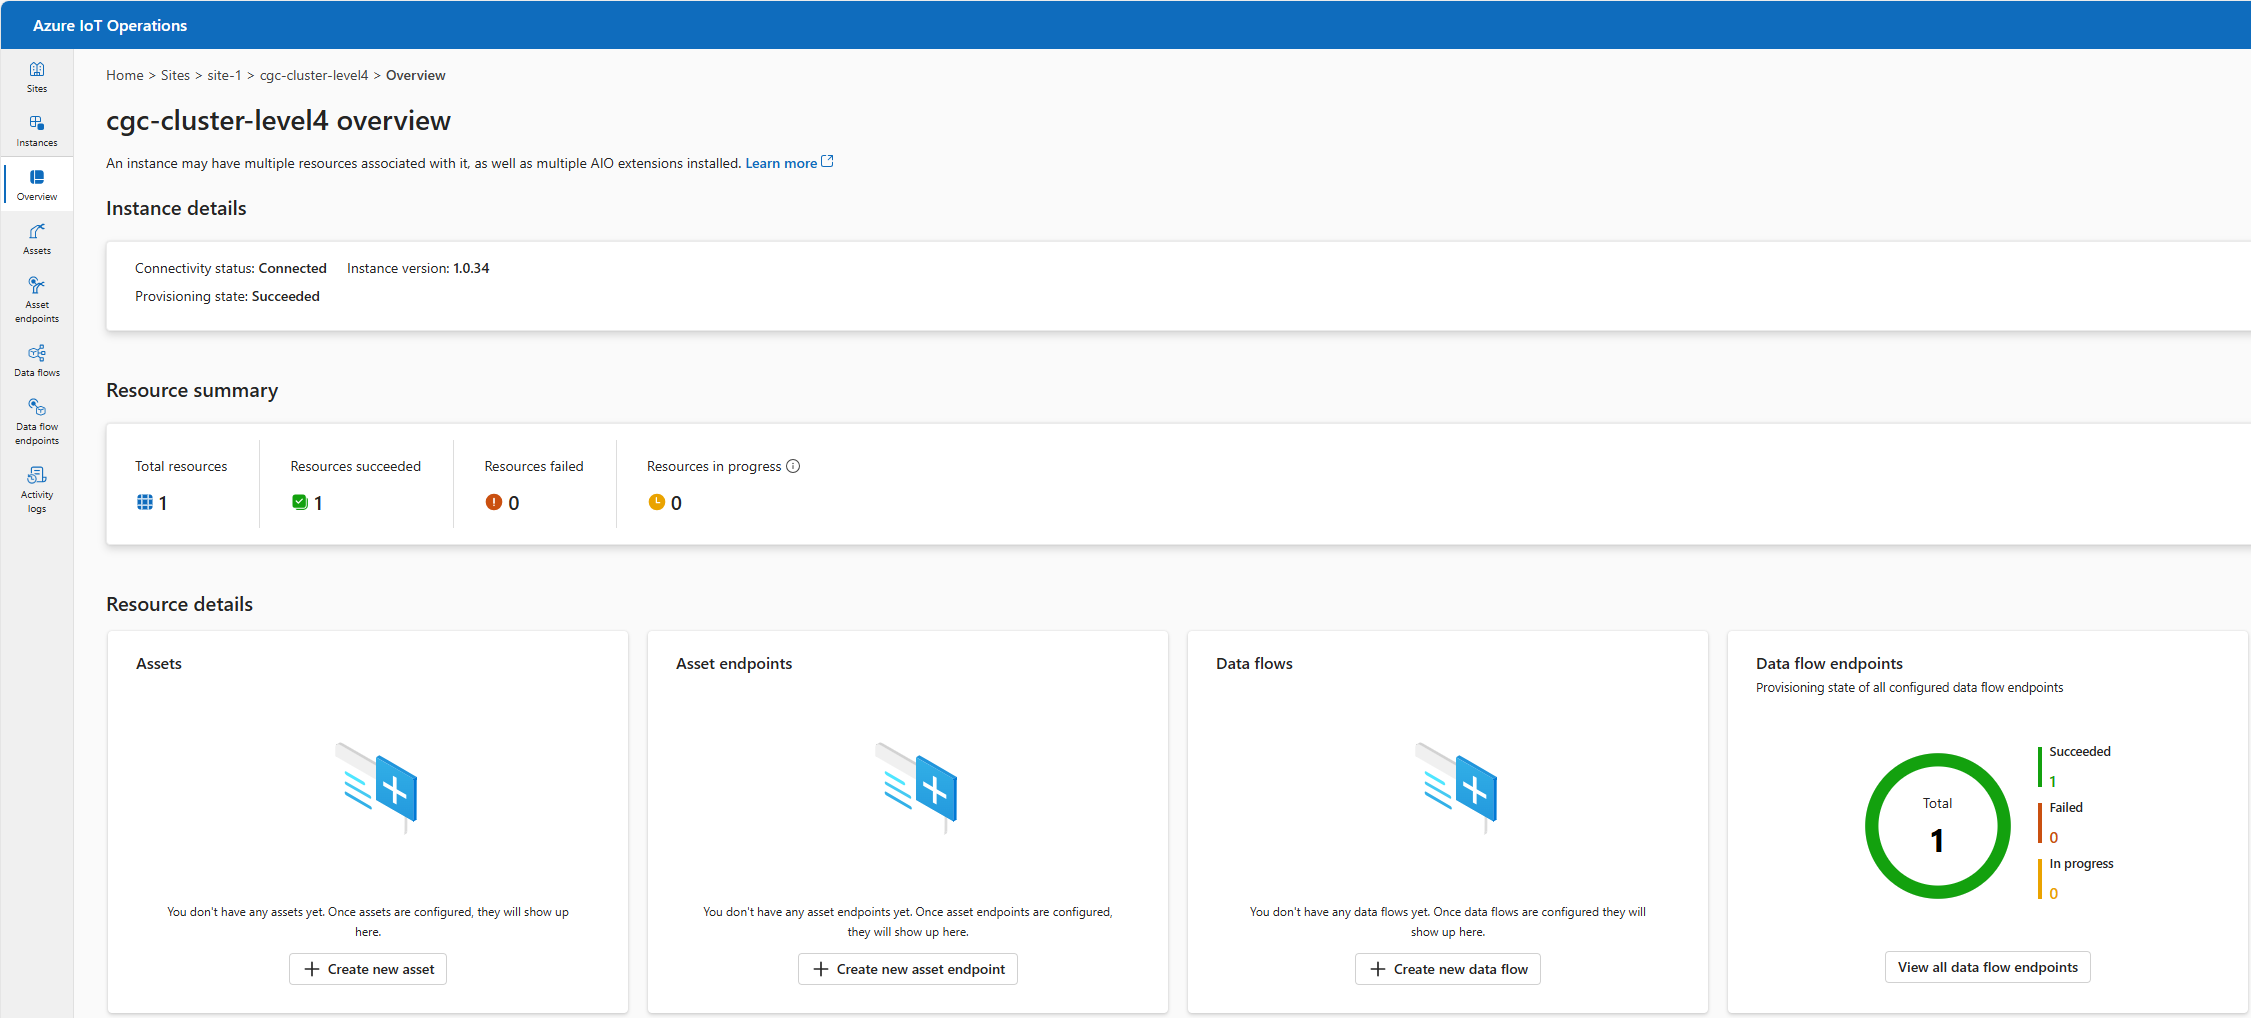 Azure IoT Operations
Sites
Instances
Overview
Assets
Asset
endpoints
Data flows
Data flow
endpoints
Activity
logs
Home > Sites > site-1 > cgc-cluster-level4 > Overview
cgc-cluster-level4 overview
An instance may have multiple resources associated with it, as well as multiple AIO extensions installed. Learn more
Instance details
Connectivity status: Connected Instance version: 1.0.34
Provisioning state: Succeeded
Resource summary
Total resources
1
Resources succeeded
1
Resources failed
0
Resources in progress
0
Resource details
Assets
You don't have any assets yet. Once assets are configured, they will show up
here.
Create new asset
Asset endpoints
You don't have any asset endpoints yet. Once asset endpoints are configured,
they will show up here.
Create new asset endpoint
Data flows
You don't have any data flows yet. Once data flows are configured they will
show up here.
Create new data flow
Data flow endpoints
Provisioning state of all configured data flow endpoints
Total
1
Succeeded
1
Failed
0
In progress
0
View all data flow endpoints